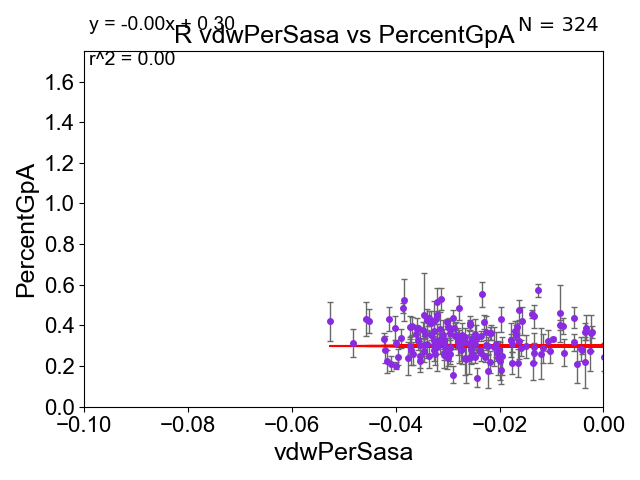 y = -0.00x + 0.30
N = 324
R vdwPerSasa vs PercentGpA
r^2 = 0.00
PercentGpA
1.6
1.4
1.2
1.0
0.8
0.6
0.4
0.2
0.0
−0.10
−0.08
−0.06
−0.04
−0.02
0.00
vdwPerSasa